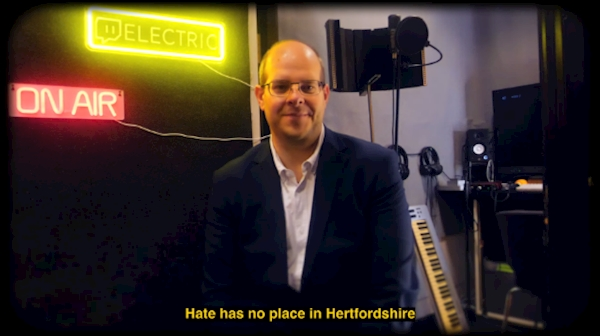 ELECTRIC
ON AIR
Hate has no place in Hertfordshire